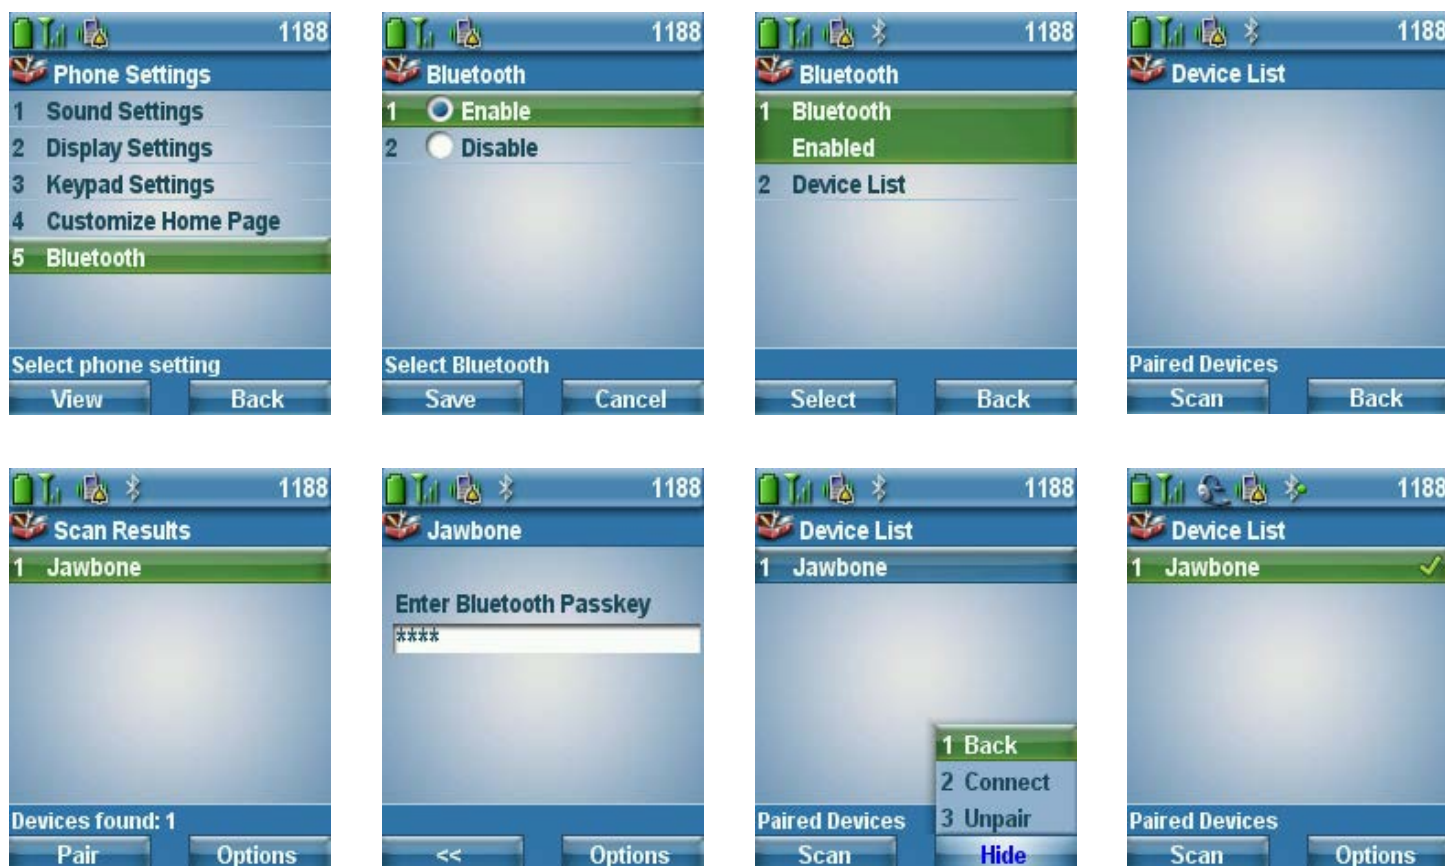 1188
Phone Settings
1 Sound Settings
2 Display Settings
3 Keypad Settings
4 Customize Home Page
5 Bluetooth
Select phone setting
View Back
1188
Bluetooth
1 Enable
2 Disable
Select Bluetooth
Save Cancel
1188
Bluetooth
1 Bluetooth
Enabled
2 Device List
Select Back
1188
Device List
Paired Devices
Scan Back
1188
Scan Results
1 Jawbone
Devices found: 1
Pair Options
1188
Jawbone
Enter Bluetooth Passkey
****
<< Options
1188
Device List
1 Jawbone
1 Back
2 Connect
3 Unpair
Paired Devices
Scan Hide
1188
Device List
1 Jawbone
Paired Devices
Scan Options